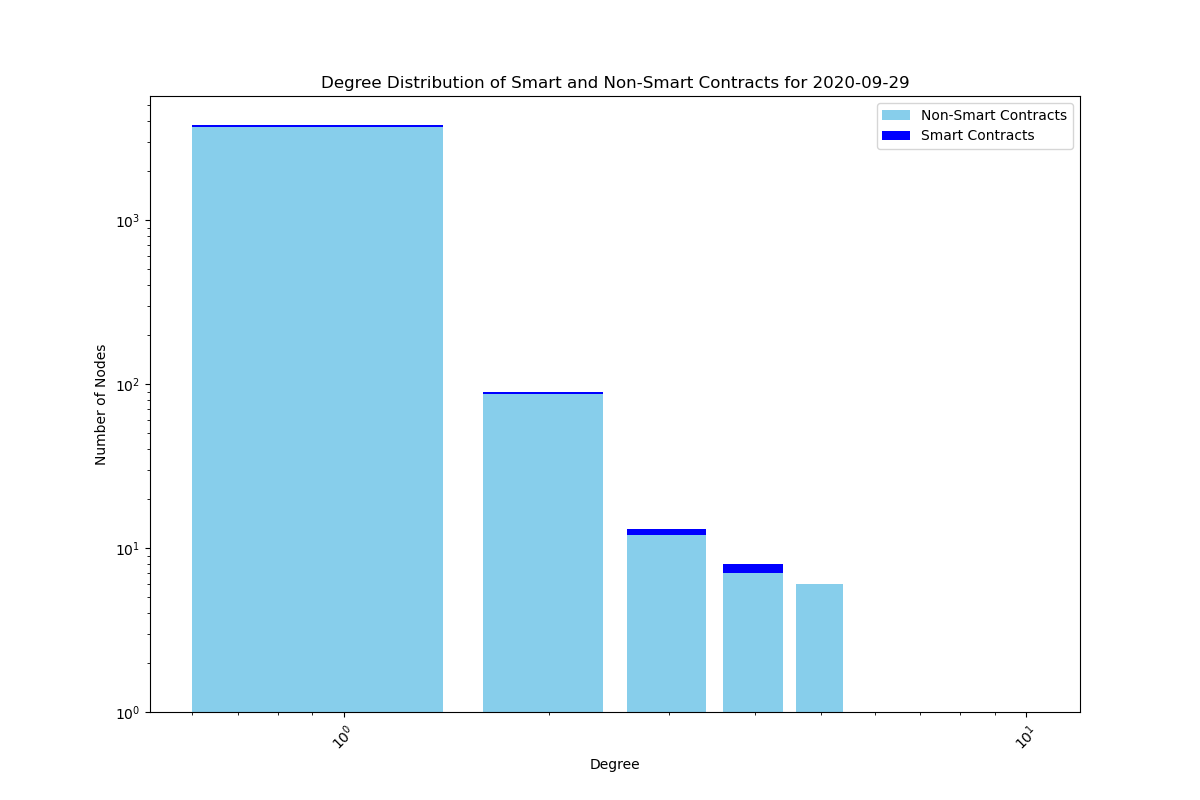 Degree Distribution of Smart and Non-Smart Contracts for 2020-09-29
Non-Smart Contracts
Smart Contracts
Number of Nodes
10³
10²
10¹
10⁰
10⁰
10¹
Degree